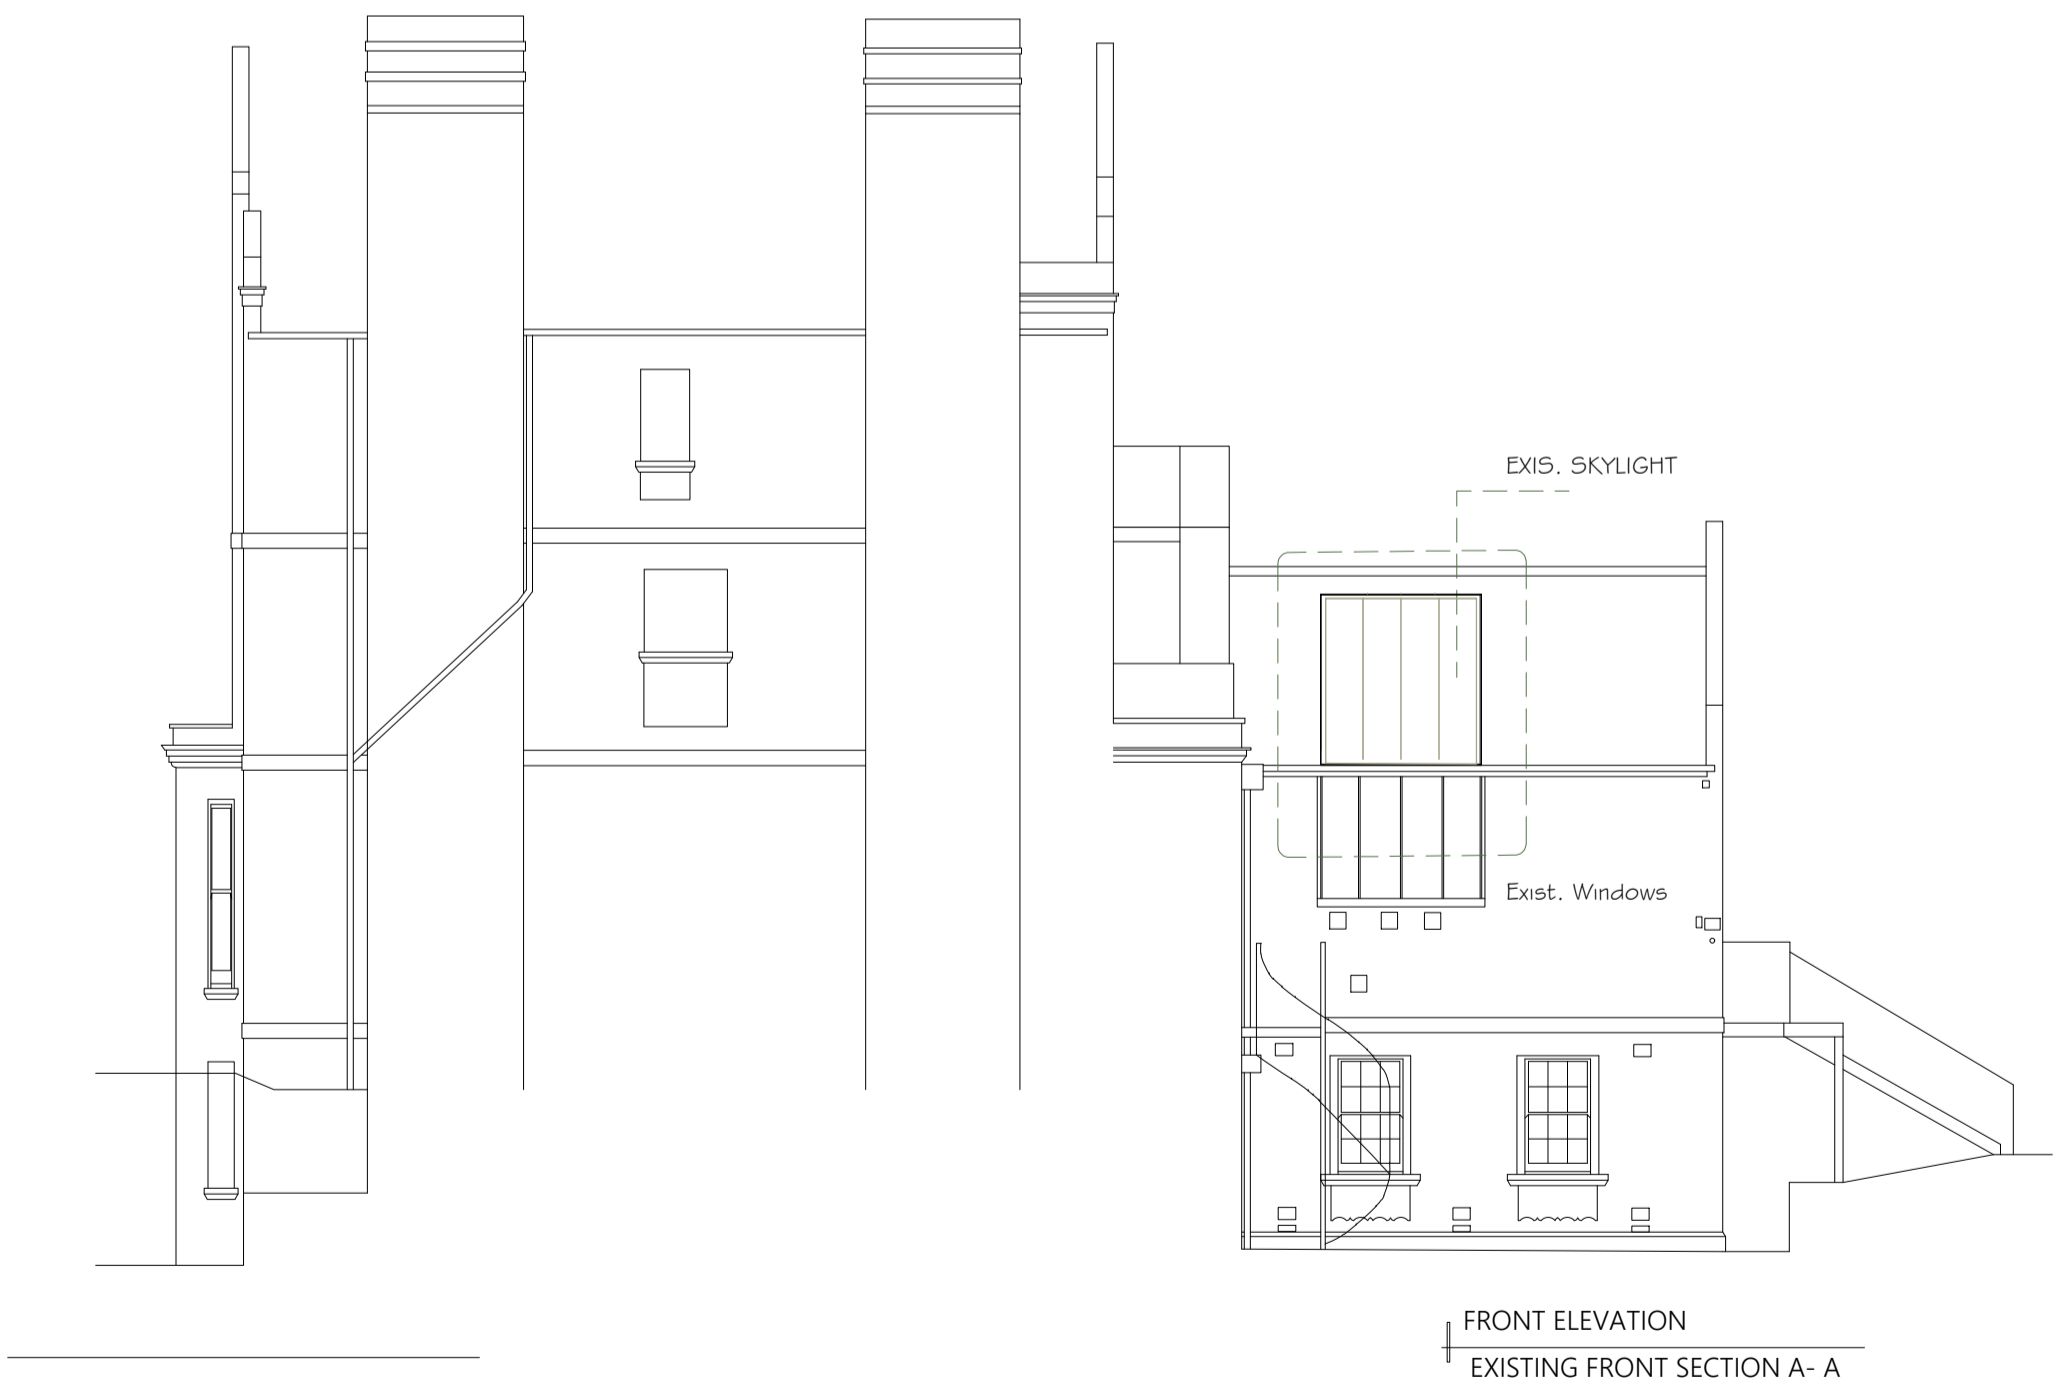 EXIS. SKYLIGHT
Exist. Windows
FRONT ELEVATION
EXISTING FRONT SECTION A- A